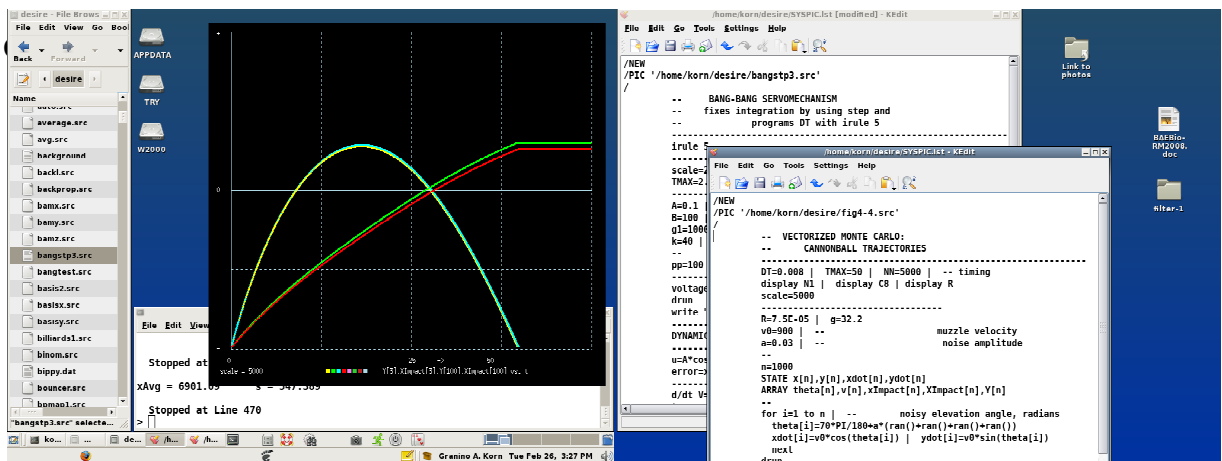 desire - File Brows
File Edit View Go Boo
Back Forward
desire
Name
average.src
avg.src
background
backl.src
backprop.src
bamx.src
bamy.src
bamz.src
bangstp3.src
bangtest.src
basis2.src
basisx.src
basisy.src
billiards1.src
binom.src
bippy.dat
bouncer.src
bpmap1.src
"bangstp3.src" selecte...
APPDATA
TRY
W2000
+
0
-
0 25 --> 50
scale = 5000
File Edit View
Stopped at
xAvg = 6901.09
Stopped at Line 470
>
/home/korn/desire/SYSPIC.lst [modified] - KEdit
File Edit Go Tools Settings Help
/NEW
/PIC '/home/korn/desire/bangstp3.src'
/
-- BANG-BANG SERVOMECHANISM
-- fixes integration by using step and
-- programs DT with irule 5
irule 5
scale=2
TMAX=2.
A=0.1 |
B=100 |
g1=1000
k=40 |
--
pp=100
voltage
drun
write '
DYNAMIC
u=A*cos
error=x
d/dt V=
/home/korn/desire/SYSPIC.lst - KEdit
File Edit Go Tools Settings Help
/NEW
/PIC '/home/korn/desire/fig4-4.src'
/
-- VECTORIZED MONTE CARLO:
-- CANNONBALL TRAJECTORIES
DT=0.008 | TMAX=50 | NN=5000 | -- timing
display N1 | display C8 | display R
scale=5000
R=7.5E-05 | g=32.2
v0=900 | -- muzzle velocity
a=0.03 | -- noise amplitude
--
n=1000
STATE x[n],y[n],xdot[n],ydot[n]
ARRAY theta[n],v[n],xImpact[n],XImpact[n],Y[n]
--
for i=1 to n | -- noisy elevation angle, radians
theta[i]=70*PI/180+a*(ran()+ran()+ran()+ran())
xdot[i]=v0*cos(theta[i]) | ydot[i]=v0*sin(theta[i])
next
drun
Link to
photos
BAEBio-
RM2008.
doc
filter-1
ko...
...
de...
/h...
/h...
Granino A. Korn Tue Feb 26, 3:27 PM